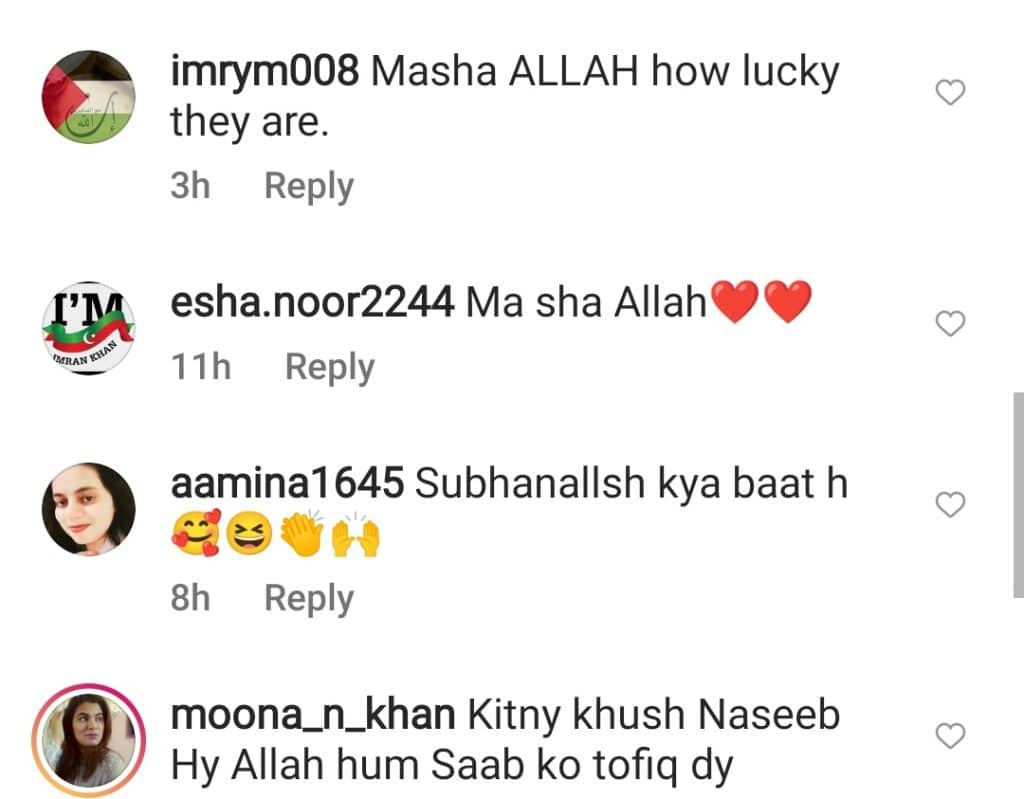 imrym008 Masha ALLAH how lucky
they are.
3h Reply
I'M
IMRAN KHAN
esha.noor2244 Ma sha Allah❤️❤️
11h Reply
aamina1645 Subhanallsh kya baat h
🥰😆👏🙌
8h Reply
moona_n_khan Kitny khush Naseeb
Hy Allah hum Saab ko tofiq dy